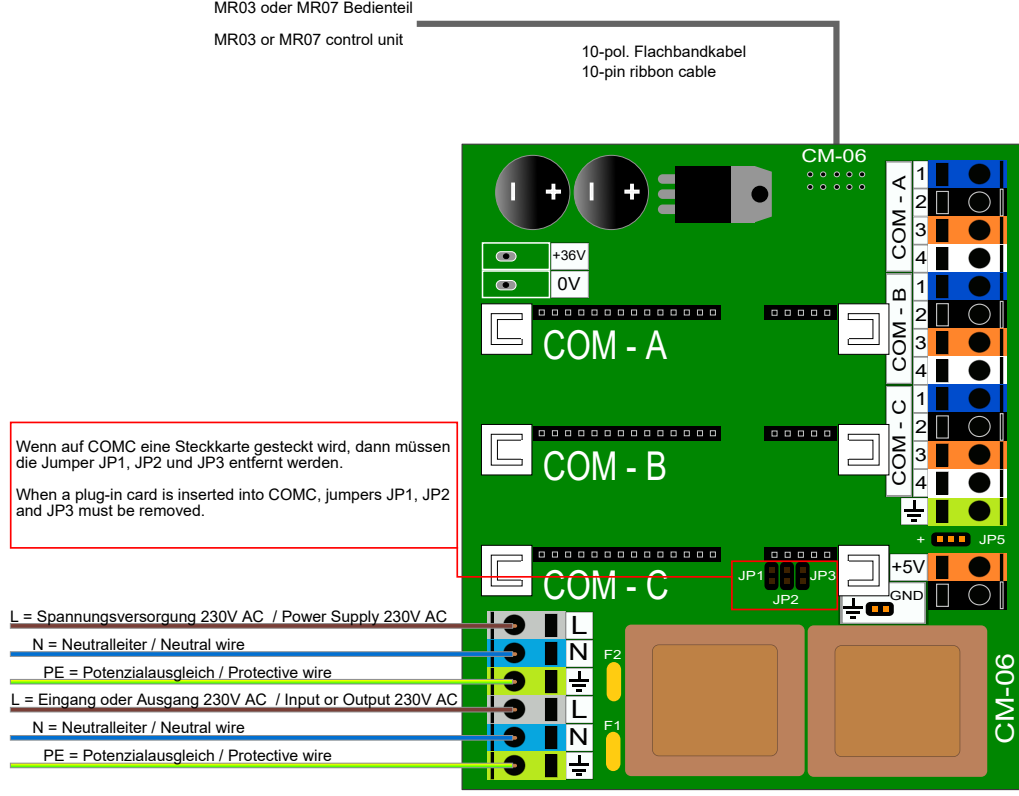 MR03 oder MR07 Bedienteil
MR03 or MR07 control unit
10-pol. Flachbandkabel
10-pin ribbon cable
CM-06
+36V
0V
COM - A
COM - B
COM - C
COM - A
1
2
3
4
COM - B
1
2
3
4
COM - C
1
2
3
4
+ JP5
+5V
GND
JP1
JP2
JP3
Wenn auf COMC eine Steckkarte gesteckt wird, dann müssen
die Jumper JP1, JP2 und JP3 entfernt werden.
When a plug-in card is inserted into COMC, jumpers JP1, JP2
and JP3 must be removed.
L = Spannungsversorgung 230V AC / Power Supply 230V AC
L
N = Neutralleiter / Neutral wire
N
PE = Potenzialausgleich / Protective wire
L = Eingang oder Ausgang 230V AC / Input or Output 230V AC
L
N = Neutralleiter / Neutral wire
N
PE = Potenzialausgleich / Protective wire
F2
F1
CM-06